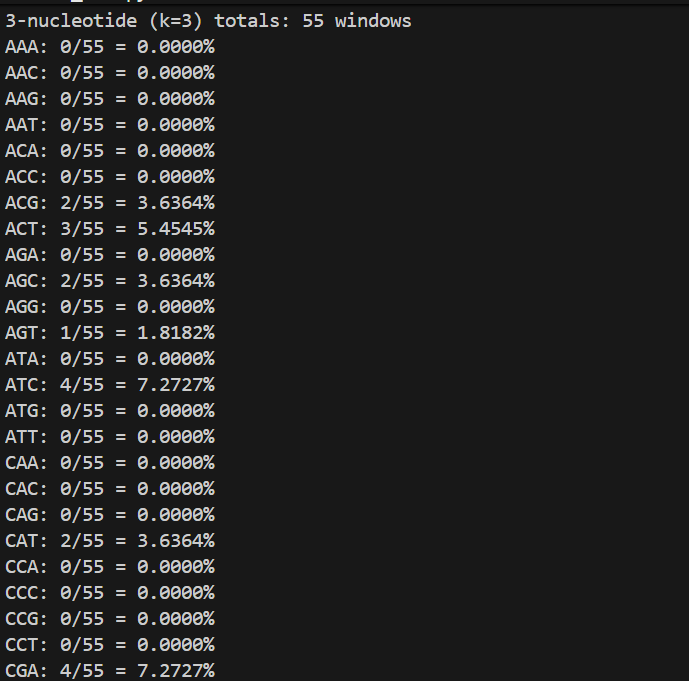 3-nucleotide (k=3) totals: 55 windows
AAA: 0/55 = 0.0000%
AAC: 0/55 = 0.0000%
AAG: 0/55 = 0.0000%
AAT: 0/55 = 0.0000%
ACA: 0/55 = 0.0000%
ACC: 0/55 = 0.0000%
ACG: 2/55 = 3.6364%
ACT: 3/55 = 5.4545%
AGA: 0/55 = 0.0000%
AGC: 2/55 = 3.6364%
AGG: 0/55 = 0.0000%
AGT: 1/55 = 1.8182%
ATA: 0/55 = 0.0000%
ATC: 4/55 = 7.2727%
ATG: 0/55 = 0.0000%
ATT: 0/55 = 0.0000%
CAA: 0/55 = 0.0000%
CAC: 0/55 = 0.0000%
CAG: 0/55 = 0.0000%
CAT: 2/55 = 3.6364%
CCA: 0/55 = 0.0000%
CCC: 0/55 = 0.0000%
CCG: 0/55 = 0.0000%
CCT: 0/55 = 0.0000%
CGA: 4/55 = 7.2727%